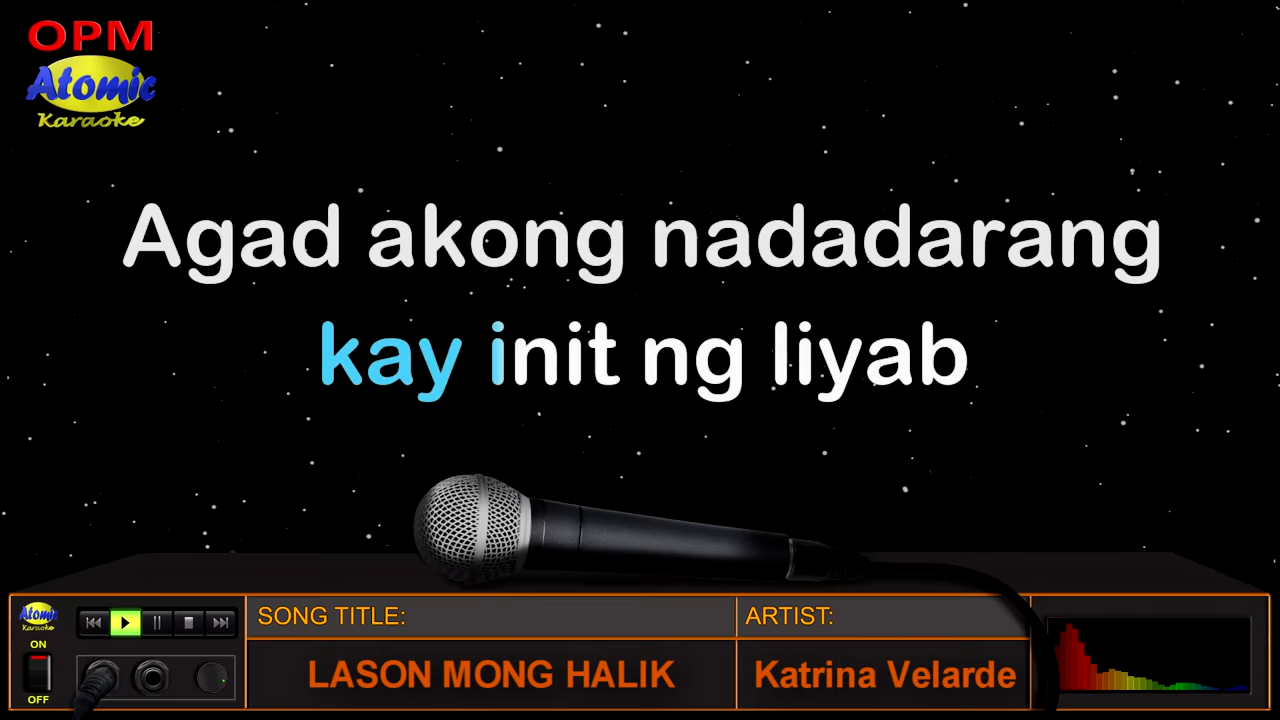 OPM
Atomic
Karaoke
Agad akong nadadarang
kay init ng liyab
Atomic
Karaoke
ON
OFF
SONG TITLE:
LASON MONG HALIK
ARTIST:
Katrina Velarde